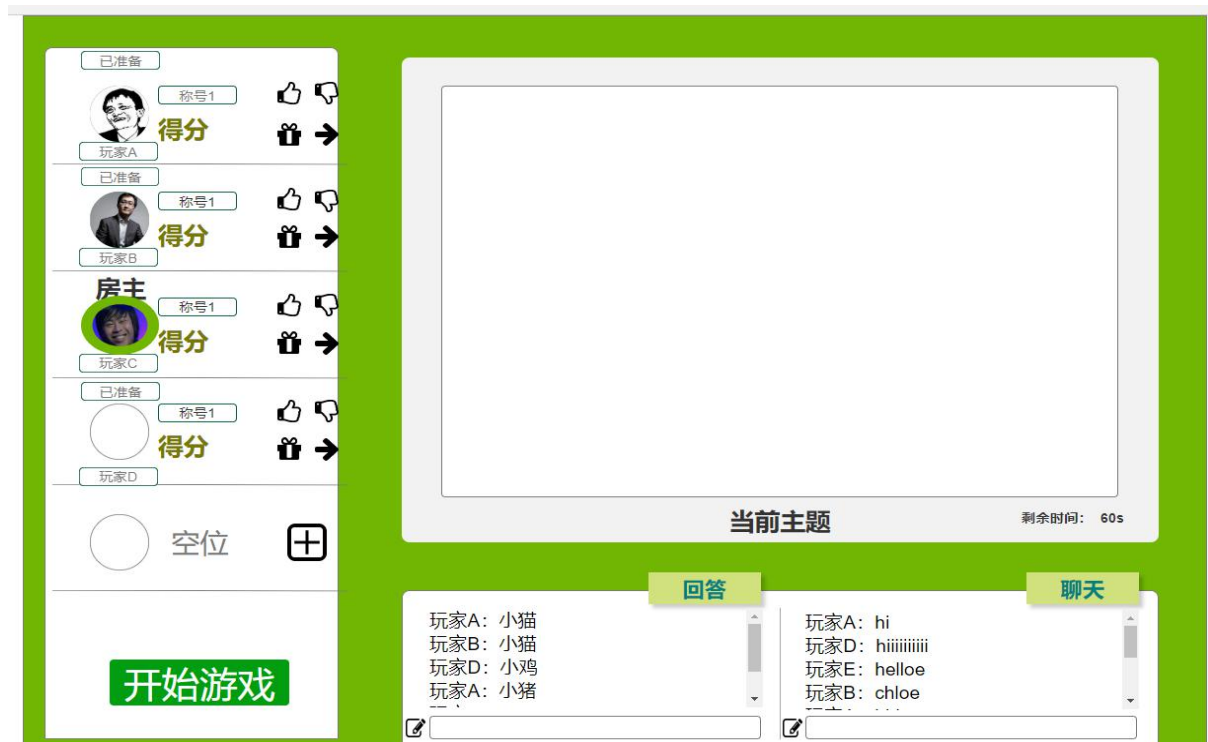 已准备
称号1
得分
玩家A
已准备
称号1
得分
玩家B
房主
称号1
得分
玩家C
已准备
称号1
得分
玩家D
空位
开始游戏
当前主题
剩余时间： 60s
回答
玩家A：小猫
玩家B：小猫
玩家D：小鸡
玩家A：小猪
聊天
玩家A：hi
玩家D：hiiiiiiiiii
玩家E：helloe
玩家B：chloe